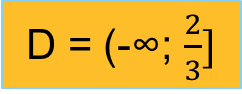 D = (-∞; 2/3]